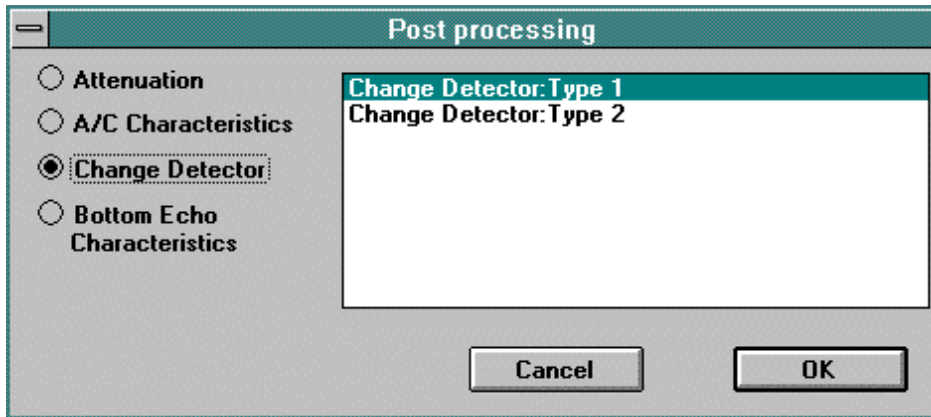 Post processing
Attenuation
A/C Characteristics
Change Detector
Bottom Echo
Characteristics
Change Detector:Type 1
Change Detector:Type 2
Cancel
OK